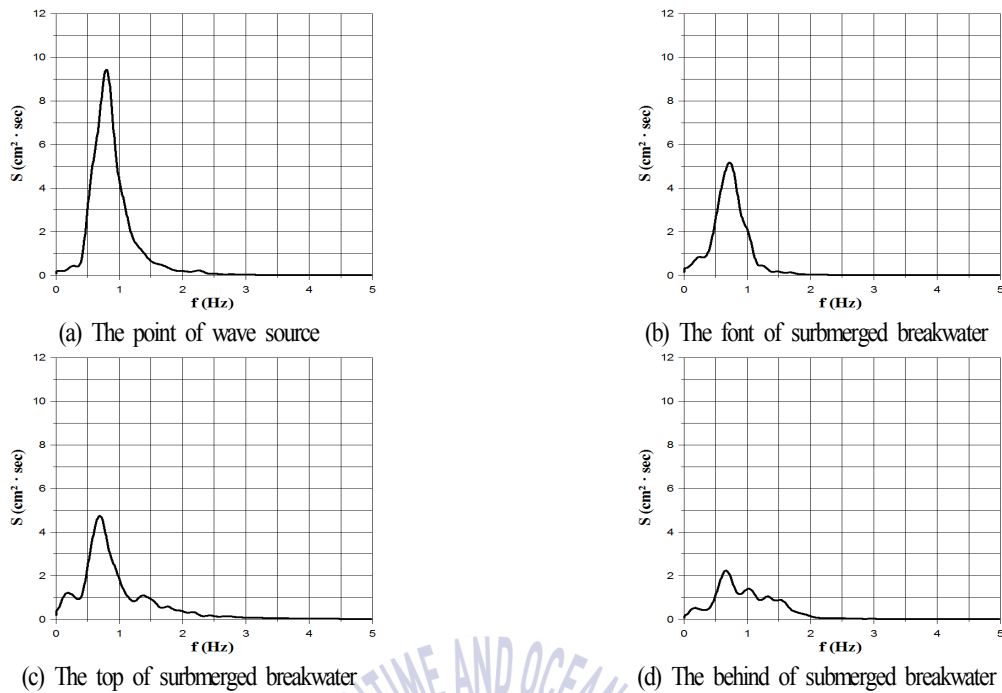 12
10
8
6
4
2
0
S (cm² · sec)
0 1 2 3 4 5
f (Hz)
(a) The point of wave source
12
10
8
6
4
2
0
S (cm² · sec)
0 1 2 3 4 5
f (Hz)
(b) The font of surbmerged breakwater
12
10
8
6
4
2
0
S (cm² · sec)
0 1 2 3 4 5
f (Hz)
(c) The top of surbmerged breakwater
12
10
8
6
4
2
0
S (cm² · sec)
0 1 2 3 4 5
f (Hz)
(d) The behind of submerged breakwater
TIME AND OCEAN